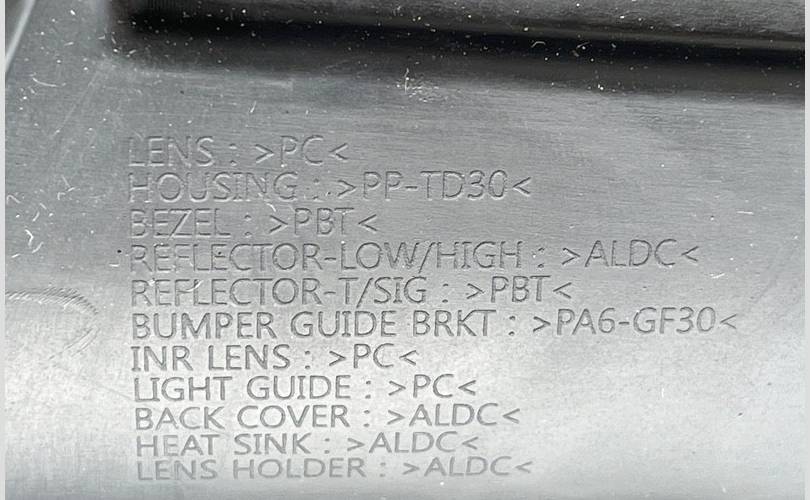 LENS : >PC<
HOUSING : >PP-TD30<
BEZEL : >PBT<
REFLECTOR-LOW/HIGH : >ALDC<
REFLECTOR-T/SIG : >PBT<
BUMPER GUIDE BRKT : >PA6-GF30<
INR LENS : >PC<
LIGHT GUIDE : >PC<
BACK COVER : >ALDC<
HEAT SINK : >ALDC<
LENS HOLDER : >ALDC<